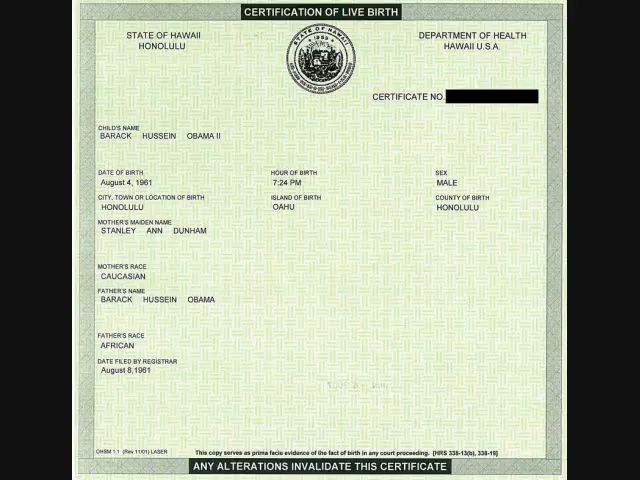 CERTIFICATION OF LIVE BIRTH
STATE OF HAWAII
HONOLULU
STATE OF HAWAII
1959
DEPARTMENT OF HEALTH
HAWAII U.S.A.
CERTIFICATE NO.
CHILD'S NAME
BARACK HUSSEIN OBAMA II
DATE OF BIRTH HOUR OF BIRTH SEX
August 4, 1961 7:24 PM MALE
CITY, TOWN OR LOCATION OF BIRTH ISLAND OF BIRTH COUNTY OF BIRTH
HONOLULU OAHU HONOLULU
MOTHER'S MAIDEN NAME
STANLEY ANN DUNHAM
MOTHER'S RACE
CAUCASIAN
FATHER'S NAME
BARACK HUSSEIN OBAMA
FATHER'S RACE
AFRICAN
DATE FILED BY REGISTRAR
August 8,1961
OHSM 1.1 (Rev.11/01) LASER This copy serves as prima facie evidence of the fact of birth in any court proceeding. [HRS 338-13(b), 338-19]
ANY ALTERATIONS INVALIDATE THIS CERTIFICATE